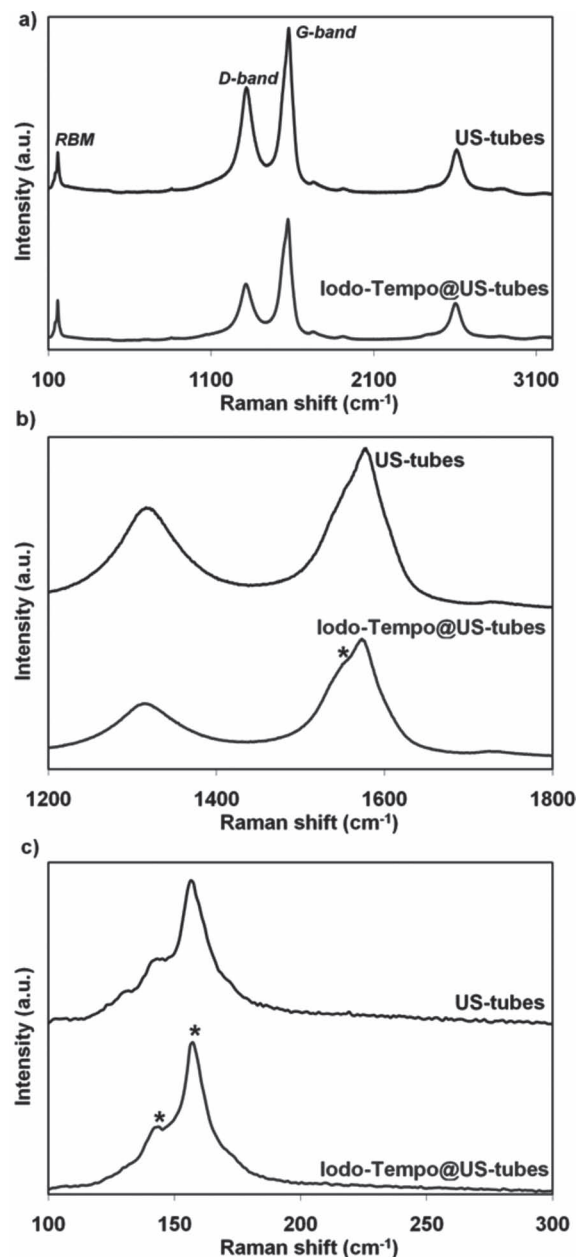 a)
G-band
D-band
RBM
US-tubes
Iodo-Tempo@US-tubes
Intensity (a.u.)
100 1100 2100 3100
Raman shift (cm-1)
b)
US-tubes
Iodo-Tempo@US-tubes
*
Intensity (a.u.)
1200 1400 1600 1800
Raman shift (cm-1)
c)
US-tubes
*
*
Iodo-Tempo@US-tubes
Intensity (a.u.)
100 150 200 250 300
Raman shift (cm-1)